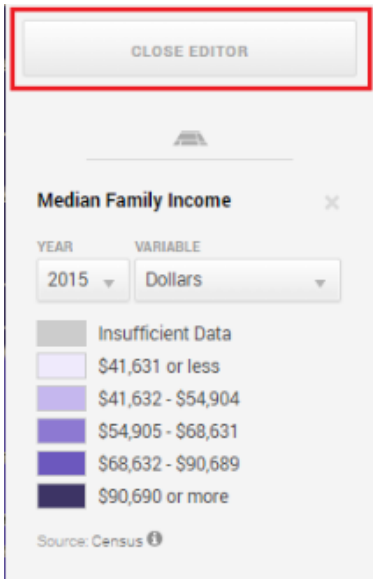 CLOSE EDITOR
Median Family Income
YEAR VARIABLE
2015 Dollars
Insufficient Data
$41,631 or less
$41,632 - $54,904
$54,905 - $68,631
$68,632 - $90,689
$90,690 or more
Source: Census